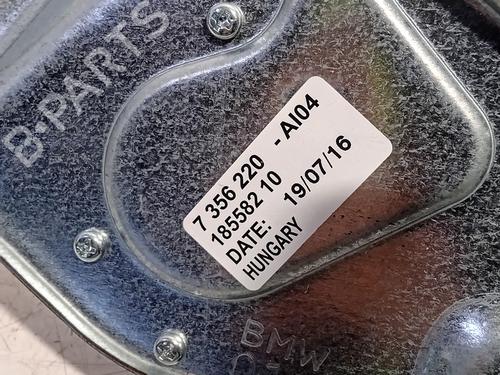 B-PARTS
7 356 220 - AI04
185582 10
DATE: 19/07/16
HUNGARY
BMW